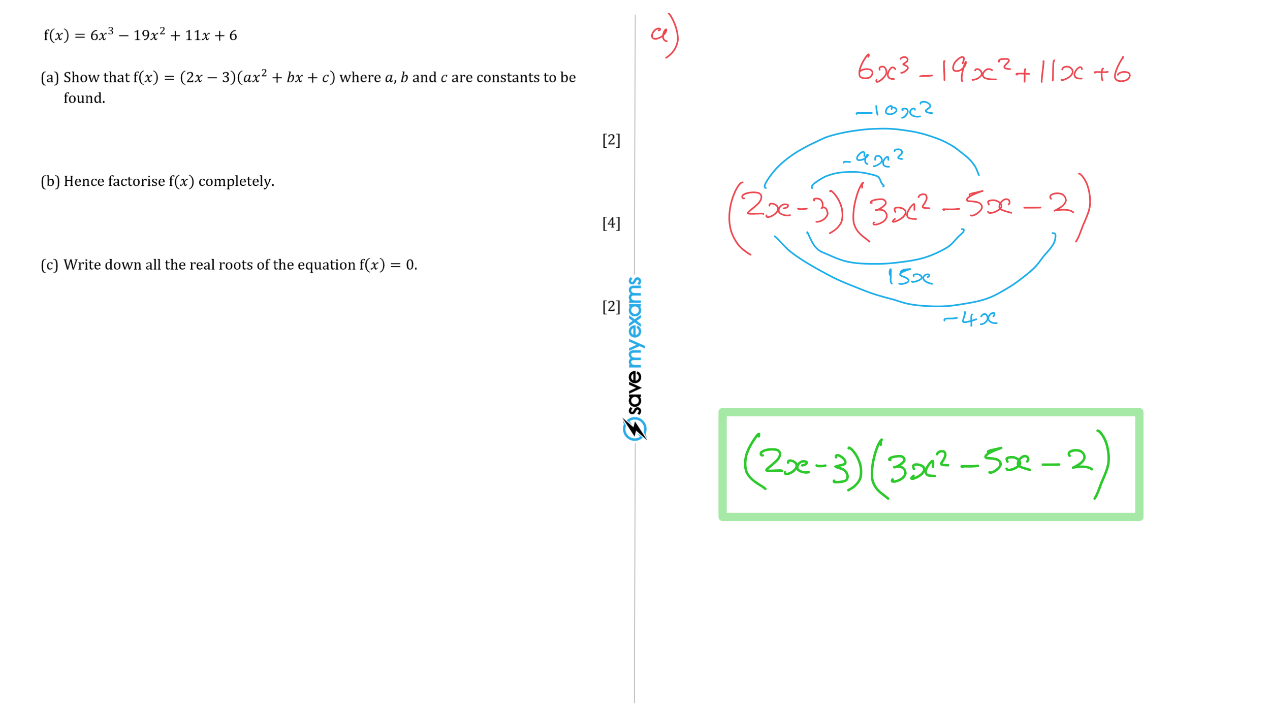 f(x) = 6x³ − 19x² + 11x + 6
(a) Show that f(x) = (2x − 3)(ax² + bx + c) where a, b and c are constants to be
found.
[2]
(b) Hence factorise f(x) completely.
[4]
(c) Write down all the real roots of the equation f(x) = 0.
[2]
save my exams
a)
6x³ − 19x² + 11x + 6
−10x²
−9x²
(2x − 3)(3x² − 5x − 2)
15x
−4x
(2x − 3)(3x² − 5x − 2)